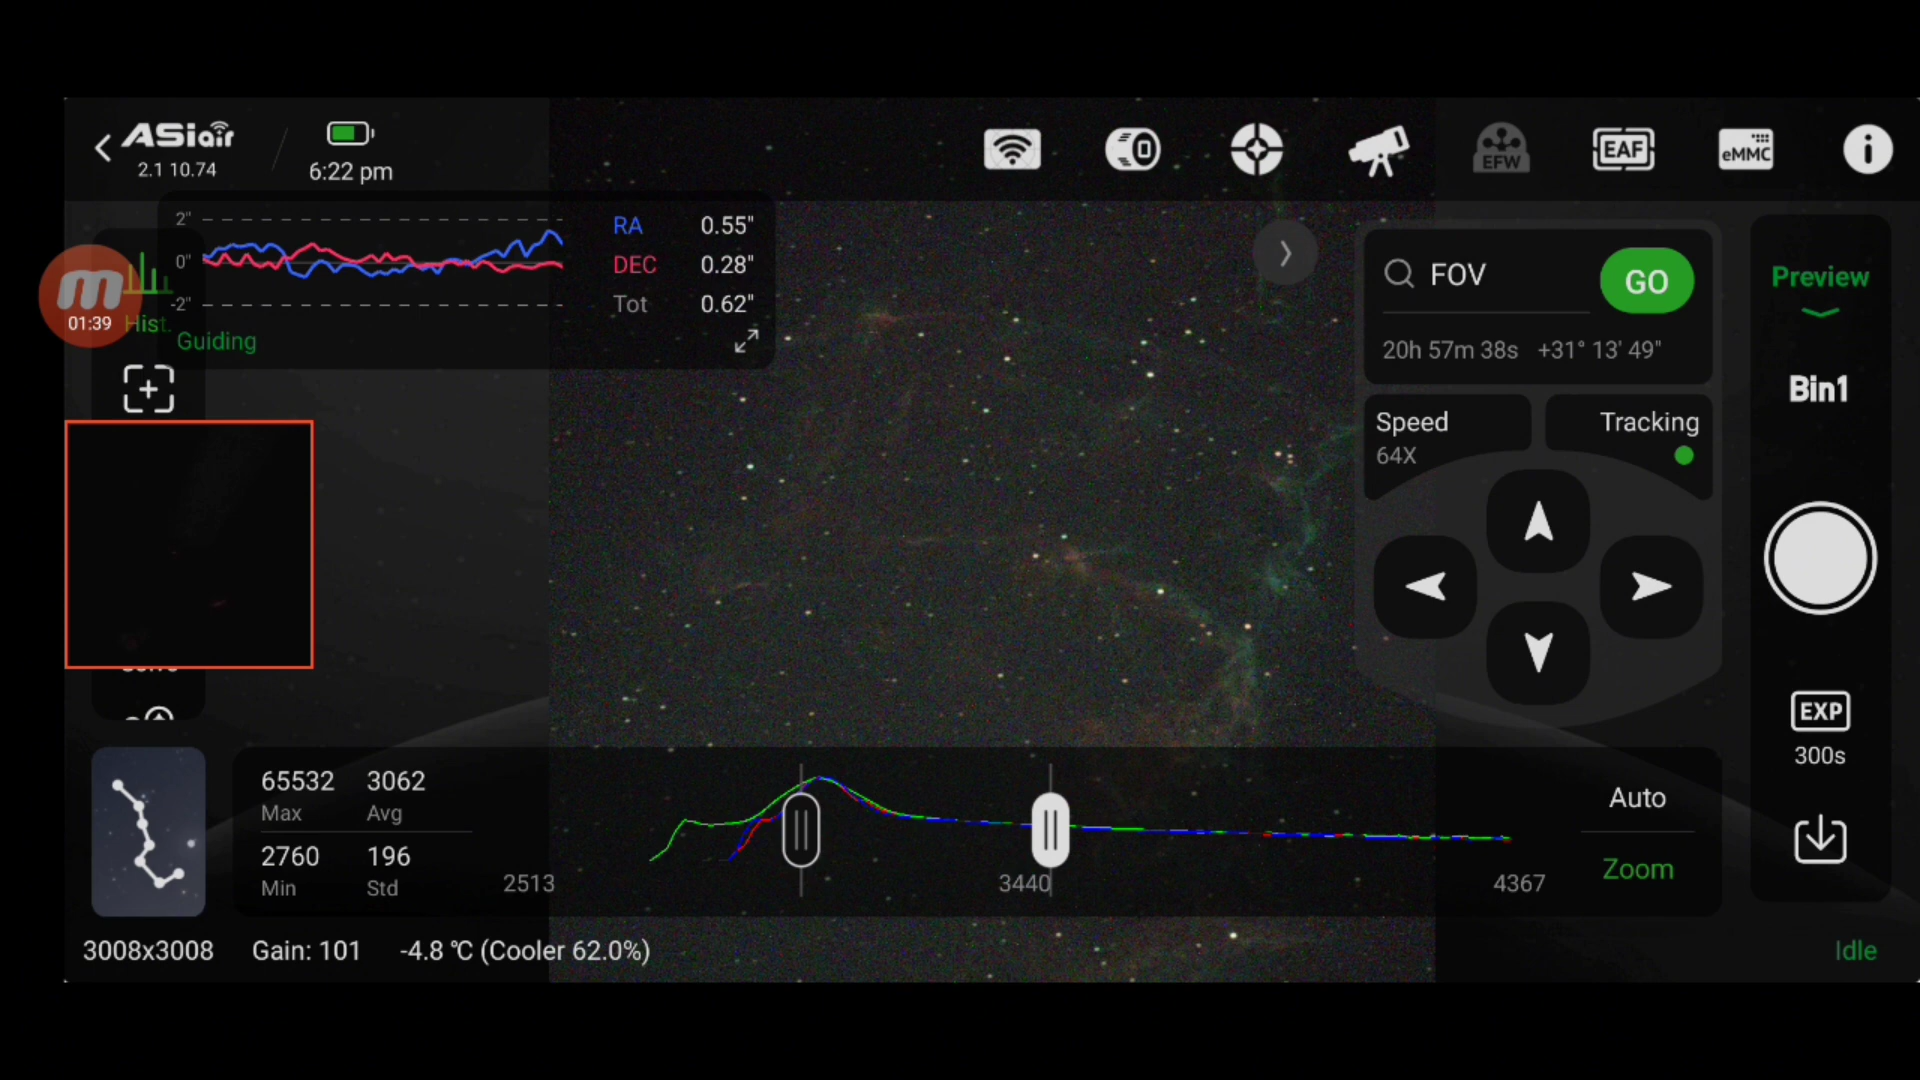 ASiair
2.1 10.74
6:22 pm
EFW
EAF
eMMC
2"
0"
-2"
RA 0.55"
DEC 0.28"
Tot 0.62"
Guiding
01:39
Hist.
FOV
GO
20h 57m 38s +31° 13' 49"
Speed
64X
Tracking
Preview
Bin1
EXP
300s
65532 3062
Max Avg
2760 196
Min Std
2513
3440
4367
Auto
Zoom
3008x3008 Gain: 101 -4.8 ℃ (Cooler 62.0%)
Idle